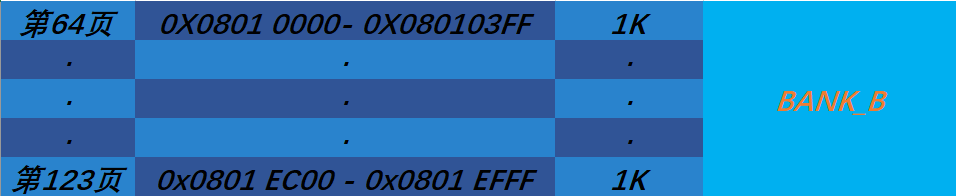 第64页 0X0801 0000- 0X080103FF 1K
. . .
. . .
BANK_B
. . .
第123页 0x0801 EC00 - 0x0801 EFFF 1K